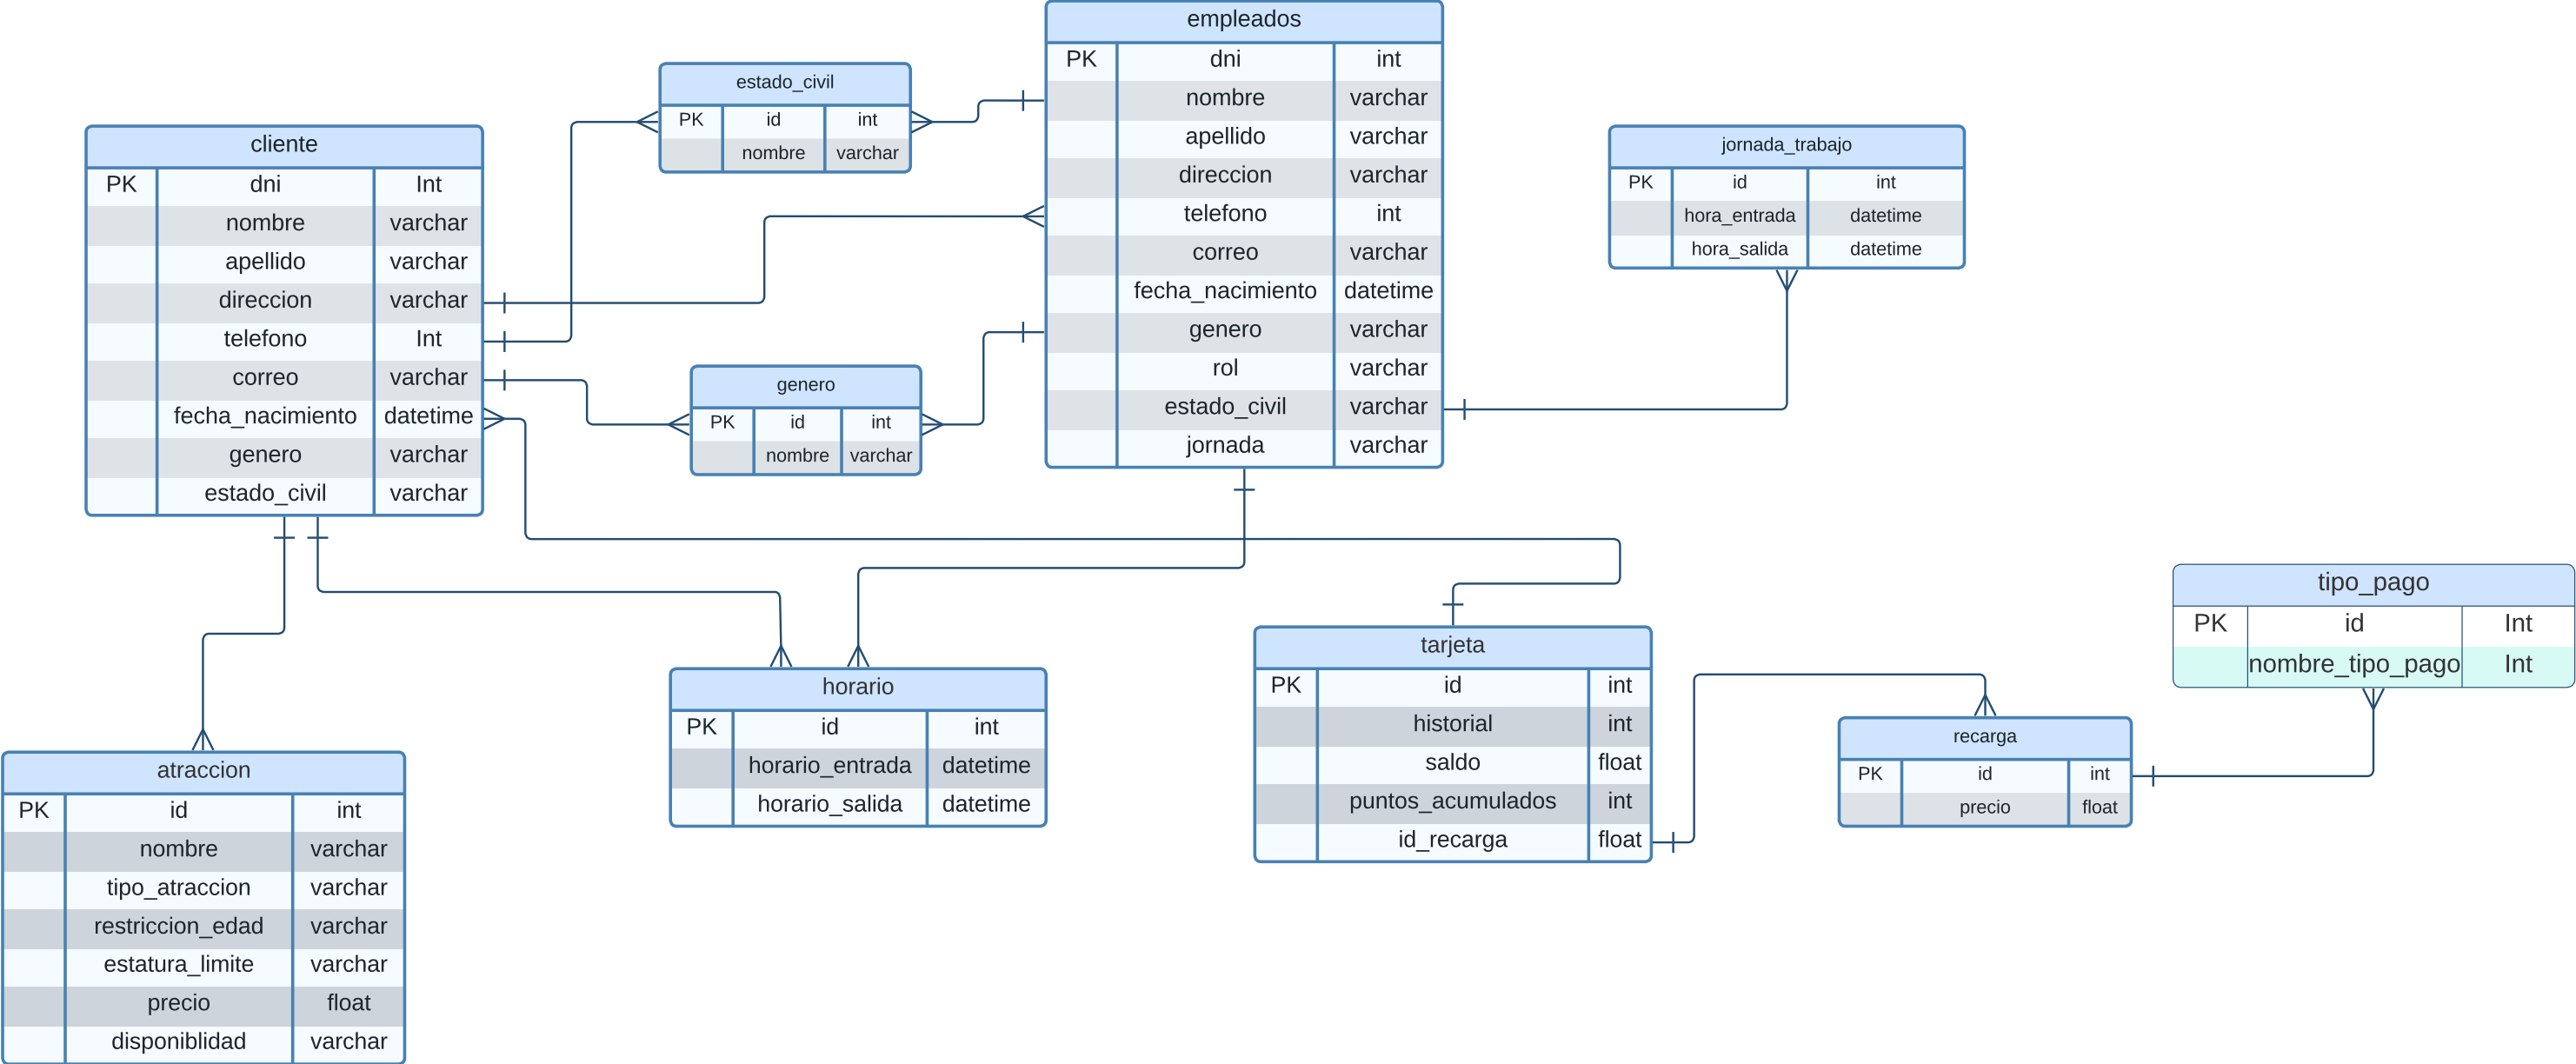 empleados
PK dni int
nombre varchar
apellido varchar
direccion varchar
telefono int
correo varchar
fecha_nacimiento datetime
genero varchar
rol varchar
estado_civil varchar
jornada varchar
estado_civil
PK id int
nombre varchar
cliente
PK dni Int
nombre varchar
apellido varchar
direccion varchar
telefono Int
correo varchar
fecha_nacimiento datetime
genero varchar
estado_civil varchar
jornada_trabajo
PK id int
hora_entrada datetime
hora_salida datetime
genero
PK id int
nombre varchar
tipo_pago
PK id Int
nombre_tipo_pago Int
tarjeta
PK id int
historial int
saldo float
puntos_acumulados int
id_recarga float
horario
PK id int
horario_entrada datetime
horario_salida datetime
recarga
PK id int
precio float
atraccion
PK id int
nombre varchar
tipo_atraccion varchar
restriccion_edad varchar
estatura_limite varchar
precio float
disponiblidad varchar